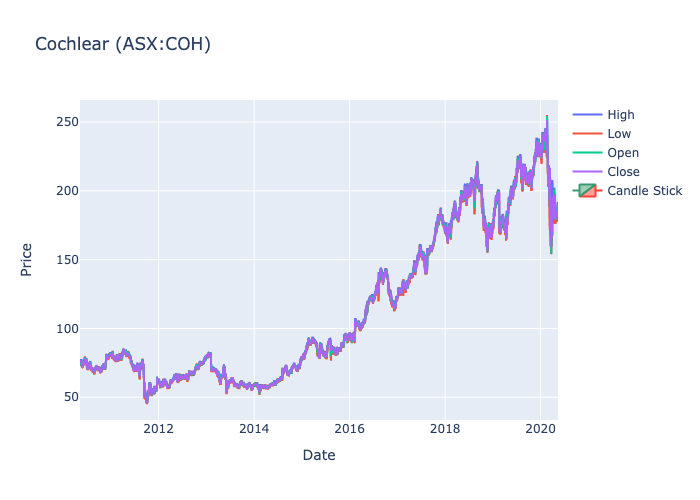 Cochlear (ASX:COH)
250
200
150
100
50
Price
2012
2014
2016
2018
2020
Date
High
Low
Open
Close
Candle Stick